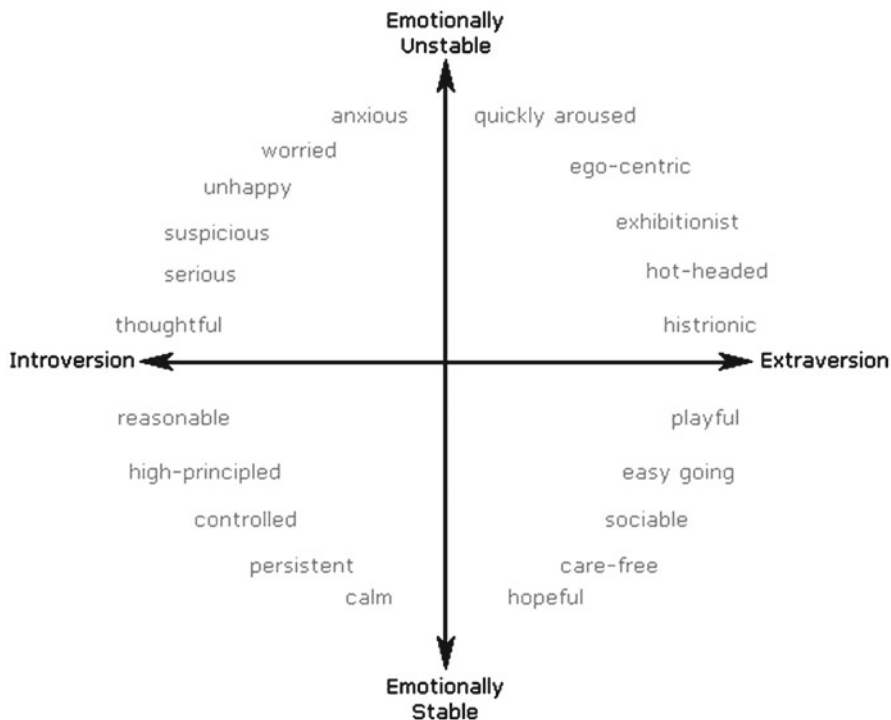 Emotionally
Unstable
anxious
quickly aroused
worried
ego-centric
unhappy
exhibitionist
suspicious
hot-headed
serious
thoughtful
histrionic
Introversion
Extraversion
reasonable
playful
high-principled
easy going
controlled
sociable
persistent
care-free
calm
hopeful
Emotionally
Stable